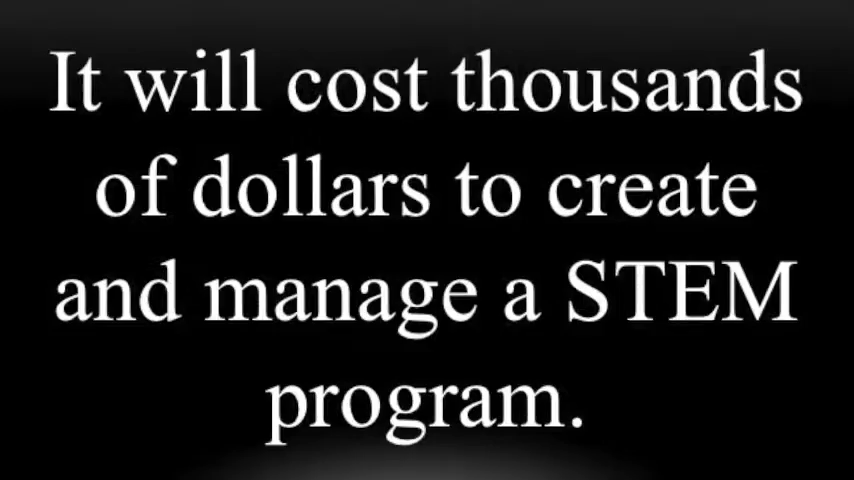 It will cost thousands
of dollars to create
and manage a STEM
program.